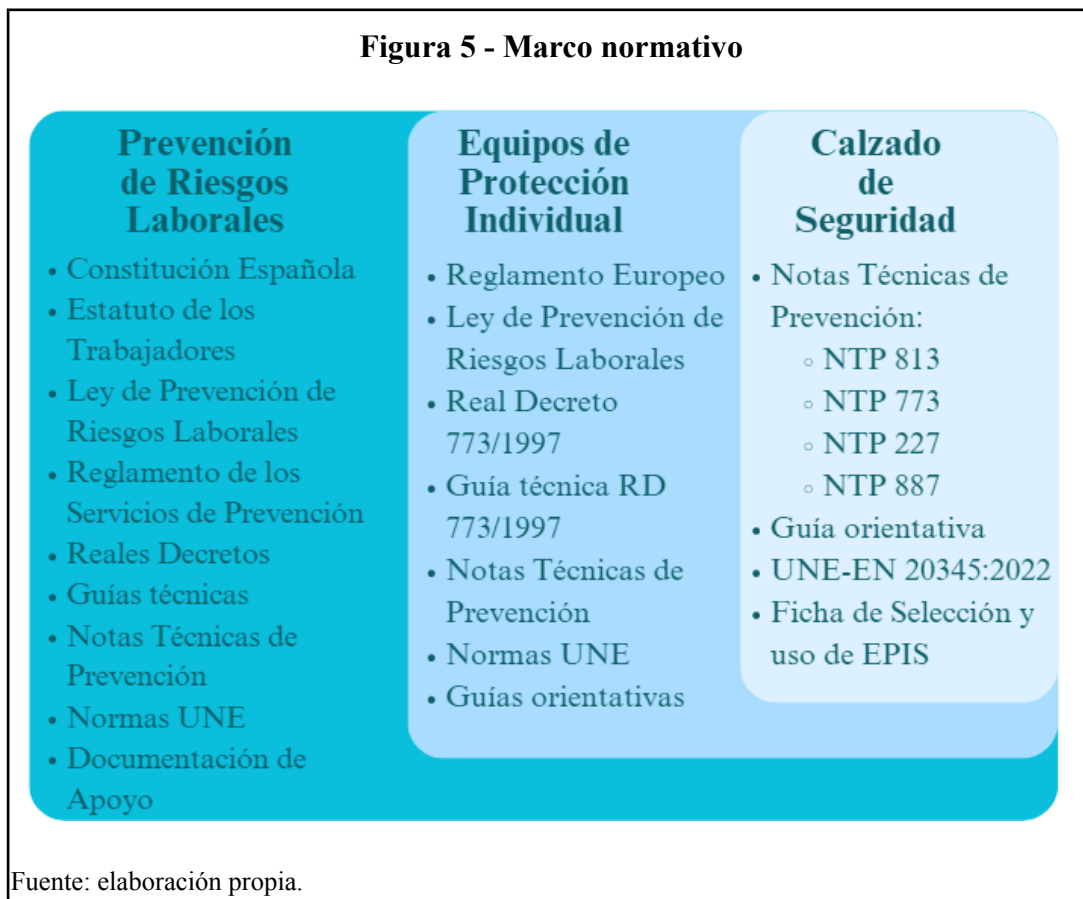 Figura 5 - Marco normativo
Prevención
de Riesgos
Laborales
• Constitución Española
• Estatuto de los
Trabajadores
• Ley de Prevención de
Riesgos Laborales
• Reglamento de los
Servicios de Prevención
• Reales Decretos
• Guías técnicas
• Notas Técnicas de
Prevención
• Normas UNE
• Documentación de
Apoyo
Equipos de
Protección
Individual
• Reglamento Europeo
• Ley de Prevención de
Riesgos Laborales
• Real Decreto
773/1997
• Guía técnica RD
773/1997
• Notas Técnicas de
Prevención
• Normas UNE
• Guías orientativas
Calzado
de
Seguridad
• Notas Técnicas de
Prevención:
◦ NTP 813
◦ NTP 773
◦ NTP 227
◦ NTP 887
• Guía orientativa
• UNE-EN 20345:2022
• Ficha de Selección y
uso de EPIS
Fuente: elaboración propia.